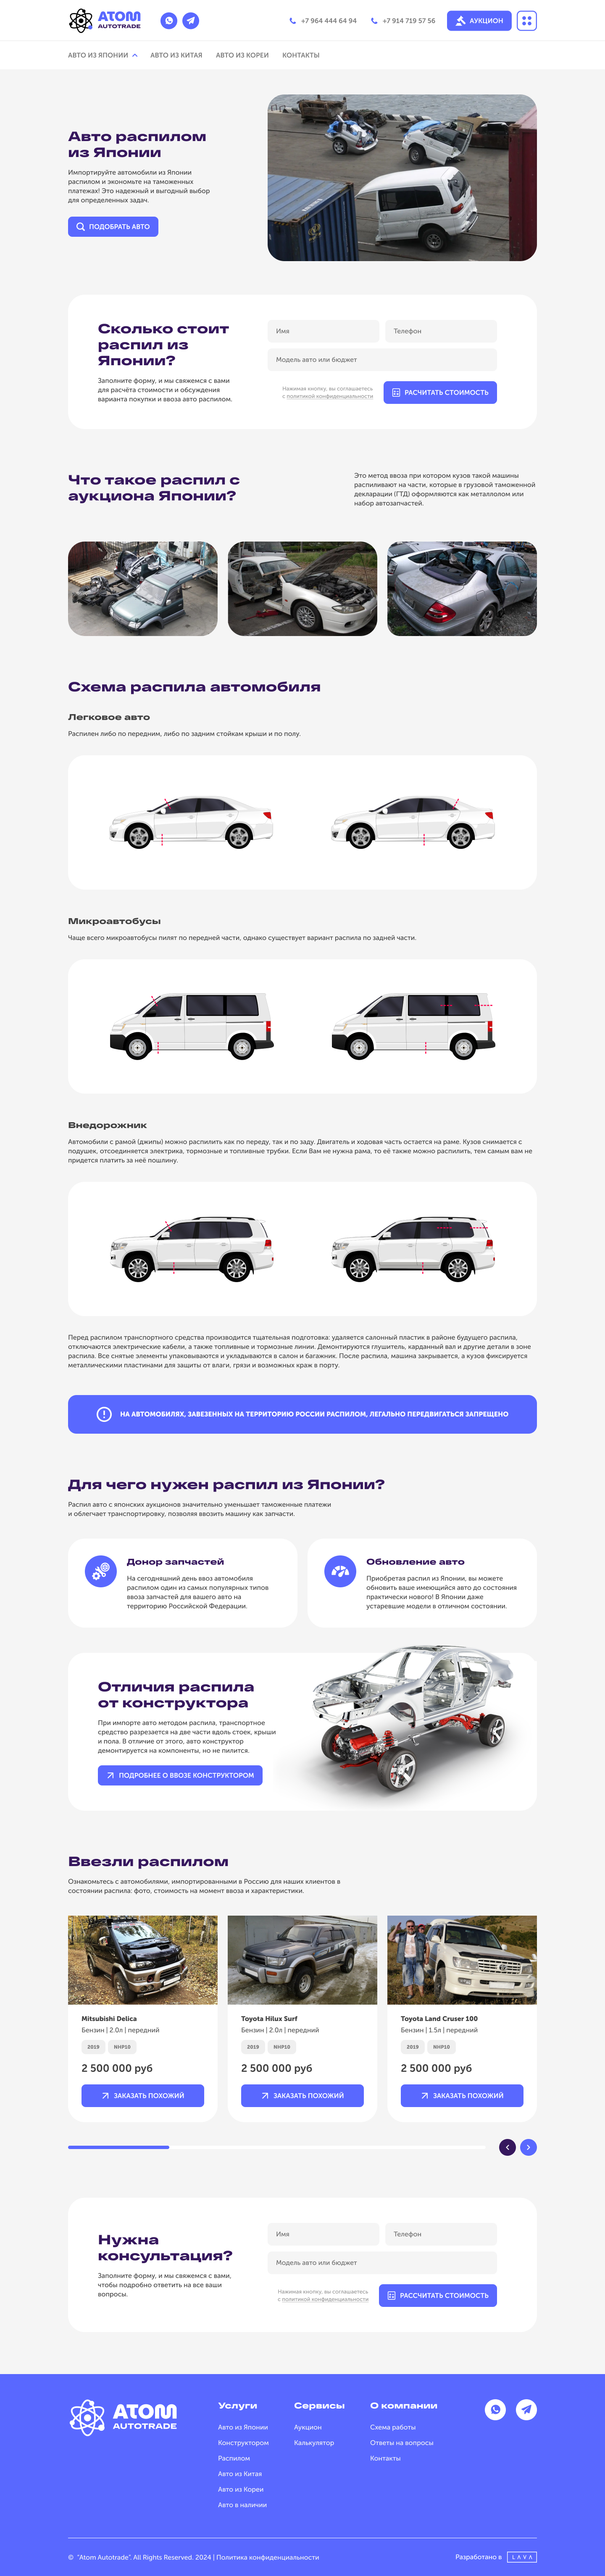 ATOM
AUTOTRADE
+7 964 444 64 94
+7 914 719 57 56
АУКЦИОН
АВТО ИЗ ЯПОНИИ
АВТО ИЗ КИТАЯ
АВТО ИЗ КОРЕИ
КОНТАКТЫ
Авто распилом
из Японии
Импортируйте автомобили из Японии
распилом и экономьте на таможенных
платежах! Это надежный и выгодный выбор
для определенных задач.
ПОДОБРАТЬ АВТО
Сколько стоит
распил из
Японии?
Заполните форму, и мы свяжемся с вами
для расчёта стоимости и обсуждения
варианта покупки и ввоза авто распилом.
Имя
Телефон
Модель авто или бюджет
Нажимая кнопку, вы соглашаетесь
с политикой конфиденциальности
РАСЧИТАТЬ СТОИМОСТЬ
Что такое распил с
аукциона Японии?
Это метод ввоза при котором кузов такой машины
распиливают на части, которые в грузовой таможенной
декларации (ГТД) оформляются как металлолом или
набор автозапчастей.
Схема распила автомобиля
Легковое авто
Распилен либо по передним, либо по задним стойкам крыши и по полу.
Микроавтобусы
Чаще всего микроавтобусы пилят по передней части, однако существует вариант распила по задней части.
Внедорожник
Автомобили с рамой (джипы) можно распилить как по переду, так и по заду. Двигатель и ходовая часть остается на раме. Кузов снимается с
подушек, отсоединяется электрика, тормозные и топливные трубки. Если Вам не нужна рама, то её также можно распилить, тем самым вам не
придется платить за неё пошлину.
Перед распилом транспортного средства производится тщательная подготовка: удаляется салонный пластик в районе будущего распила,
отключаются электрические кабели, а также топливные и тормозные линии. Демонтируются глушитель, карданный вал и другие детали в зоне
распила. Все снятые элементы упаковываются и укладываются в салон и багажник. После распила, машина закрывается, а кузов фиксируется
металлическими пластинами для защиты от влаги, грязи и возможных краж в порту.
НА АВТОМОБИЛЯХ, ЗАВЕЗЕННЫХ НА ТЕРРИТОРИЮ РОССИИ РАСПИЛОМ, ЛЕГАЛЬНО ПЕРЕДВИГАТЬСЯ ЗАПРЕЩЕНО
Для чего нужен распил из Японии?
Распил авто с японских аукционов значительно уменьшает таможенные платежи
и облегчает транспортировку, позволяя ввозить машину как запчасти.
Донор запчастей
На сегодняшний день ввоз автомобиля
распилом один из самых популярных типов
ввоза запчастей для вашего авто на
территорию Российской Федерации.
Обновление авто
Приобретая распил из Японии, вы можете
обновить ваше имеющийся авто до состояния
практически нового! В Японии даже
устаревшие модели в отличном состоянии.
Отличия распила
от конструктора
При импорте авто методом распила, транспортное
средство разрезается на две части вдоль стоек, крыши
и пола. В отличие от этого, авто конструктор
демонтируется на компоненты, но не пилится.
ПОДРОБНЕЕ О ВВОЗЕ КОНСТРУКТОРОМ
Ввезли распилом
Ознакомьтесь с автомобилями, импортированными в Россию для наших клиентов в
состоянии распила: фото, стоимость на момент ввоза и характеристики.
Mitsubishi Delica
Бензин | 2.0л | передний
2019
NHP10
2 500 000 руб
ЗАКАЗАТЬ ПОХОЖИЙ
Toyota Hilux Surf
Бензин | 2.0л | передний
2019
NHP10
2 500 000 руб
ЗАКАЗАТЬ ПОХОЖИЙ
Toyota Land Cruser 100
Бензин | 1.5л | передний
2019
NHP10
2 500 000 руб
ЗАКАЗАТЬ ПОХОЖИЙ
Нужна
консультация?
Заполните форму, и мы свяжемся с вами,
чтобы подробно ответить на все ваши
вопросы.
Имя
Телефон
Модель авто или бюджет
Нажимая кнопку, вы соглашаетесь
с политикой конфиденциальности
РАССЧИТАТЬ СТОИМОСТЬ
ATOM
AUTOTRADE
Услуги
Авто из Японии
Конструктором
Распилом
Авто из Китая
Авто из Кореи
Авто в наличии
Сервисы
Аукцион
Калькулятор
О компании
Схема работы
Ответы на вопросы
Контакты
© "Atom Autotrade". All Rights Reserved. 2024 | Политика конфиденциальности
Разработано в